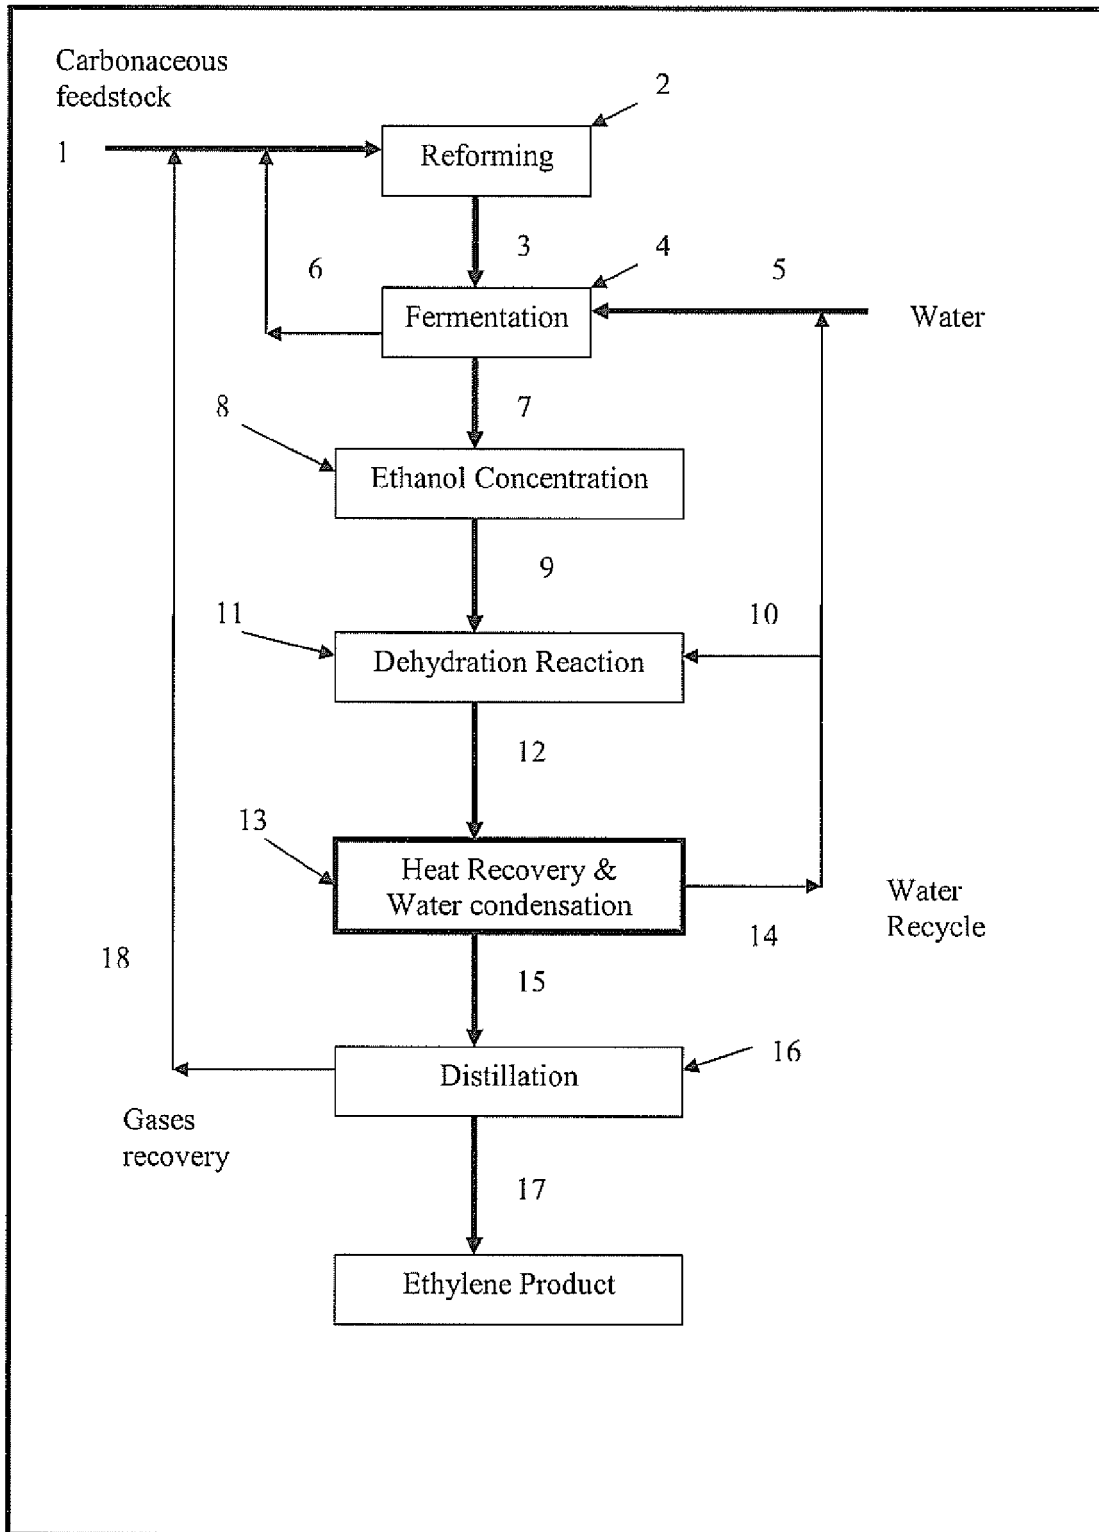 Carbonaceous
feedstock
2
1
Reforming
3
4
5
6
Fermentation
Water
7
8
Ethanol Concentration
9
10
11
Dehydration Reaction
12
13
Heat Recovery &
Water condensation
Water
Recycle
14
18
15
16
Distillation
Gases
recovery
17
Ethylene Product